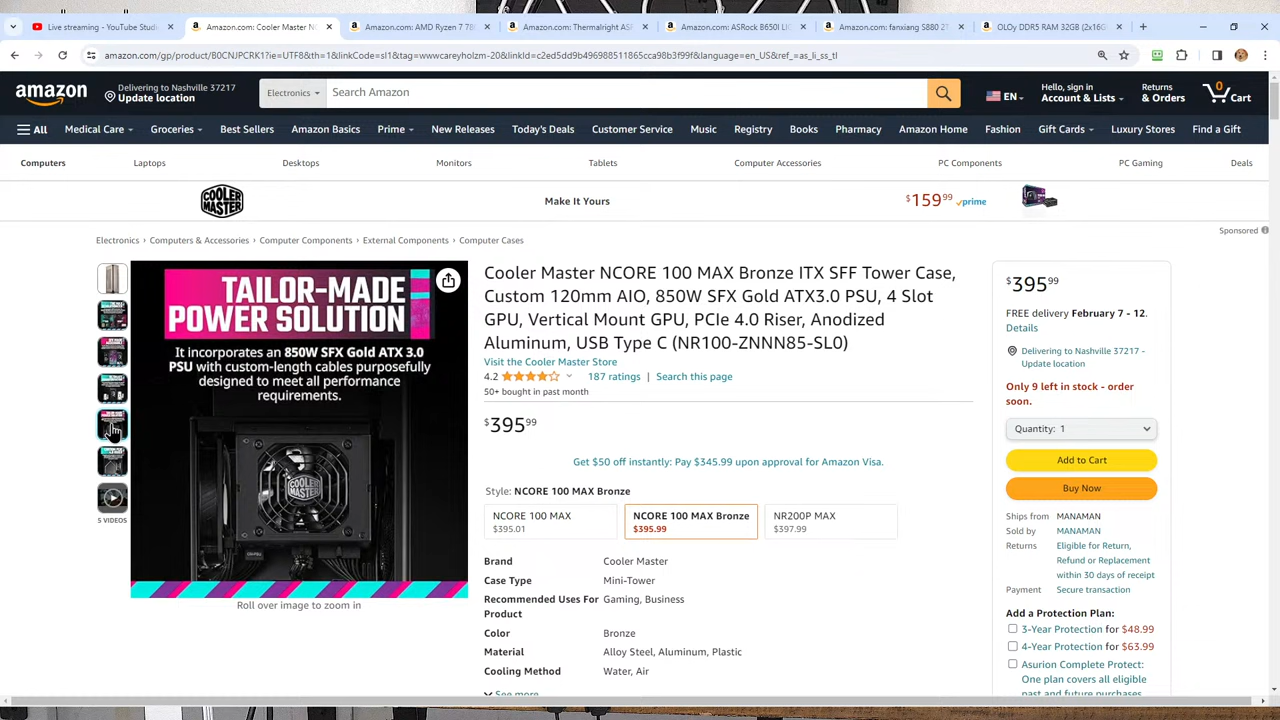 Live streaming - YouTube Studi
Amazon.com: Cooler Master NC
Amazon.com: AMD Ryzen 7 78
Amazon.com: Thermalright AS
Amazon.com: ASRock B650I LI
Amazon.com: fanxiang S880 2T
OLOy DDR5 RAM 32GB (2x16G
amazon.com/gp/product/B0CNJPCRK1?ie=UTF8&th=1&linkCode=sl1&tag=wwwcareyholzm-20&linkId=c2ed5dd9b496988511865cca98b3f99f&language=en_US&ref_=as_li_ss_tl
amazon
Delivering to Nashville 37217
Update location
Electronics
Search Amazon
EN
Hello, sign in
Account & Lists
Returns
& Orders
0
Cart
All
Medical Care
Groceries
Best Sellers
Amazon Basics
Prime
New Releases
Today's Deals
Customer Service
Music
Registry
Books
Pharmacy
Amazon Home
Fashion
Gift Cards
Luxury Stores
Find a Gift
Computers
Laptops
Desktops
Monitors
Tablets
Computer Accessories
PC Components
PC Gaming
Deals
COOLER MASTER
Make It Yours
$159 99 prime
Sponsored
Electronics › Computers & Accessories › Computer Components › External Components › Computer Cases
TAILOR-MADE
POWER SOLUTION
It incorporates an 850W SFX Gold ATX 3.0
PSU with custom-length cables purposefully
designed to meet all performance
requirements.
COOLER MASTER
5 VIDEOS
Roll over image to zoom in
Cooler Master NCORE 100 MAX Bronze ITX SFF Tower Case,
Custom 120mm AIO, 850W SFX Gold ATX3.0 PSU, 4 Slot
GPU, Vertical Mount GPU, PCIe 4.0 Riser, Anodized
Aluminum, USB Type C (NR100-ZNNN85-SL0)
Visit the Cooler Master Store
4.2
187 ratings | Search this page
50+ bought in past month
$395 99
Get $50 off instantly: Pay $345.99 upon approval for Amazon Visa.
Style: NCORE 100 MAX Bronze
NCORE 100 MAX
$395.01
NCORE 100 MAX Bronze
$395.99
NR200P MAX
$397.99
Brand Cooler Master
Case Type Mini-Tower
Recommended Uses For Gaming, Business
Product
Color Bronze
Material Alloy Steel, Aluminum, Plastic
Cooling Method Water, Air
See more
$395 99
FREE delivery February 7 - 12.
Details
Delivering to Nashville 37217 -
Update location
Only 9 left in stock - order
soon.
Quantity: 1
Add to Cart
Buy Now
Ships from MANAMAN
Sold by MANAMAN
Returns Eligible for Return,
Refund or Replacement
within 30 days of receipt
Payment Secure transaction
Add a Protection Plan:
3-Year Protection for $48.99
4-Year Protection for $63.99
Asurion Complete Protect:
One plan covers all eligible
past and future purchases